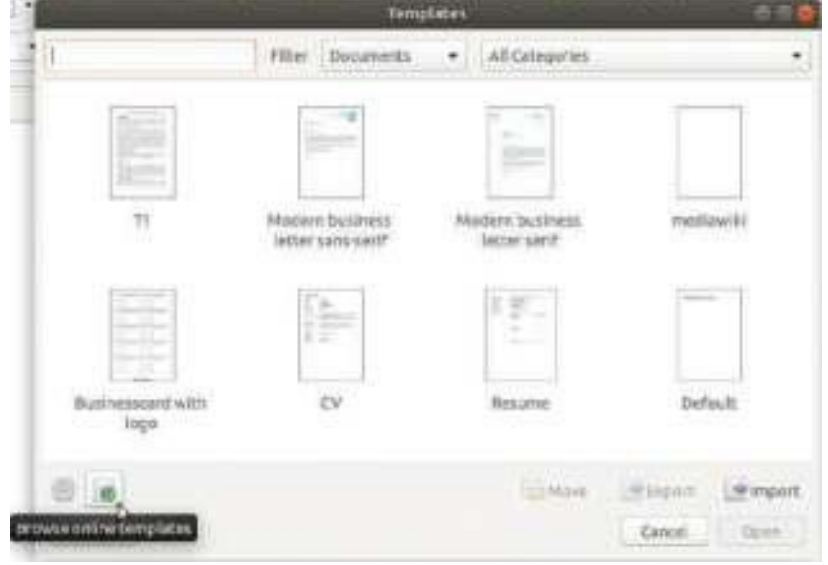 Templates
Filter Documents All Categories
T1
Modern business
letter sans-serif
Modern business
letter serif
mediawiki
Businesscard with
logo
CV
Resume
Default
Move Export Import
browse online templates
Cancel Open